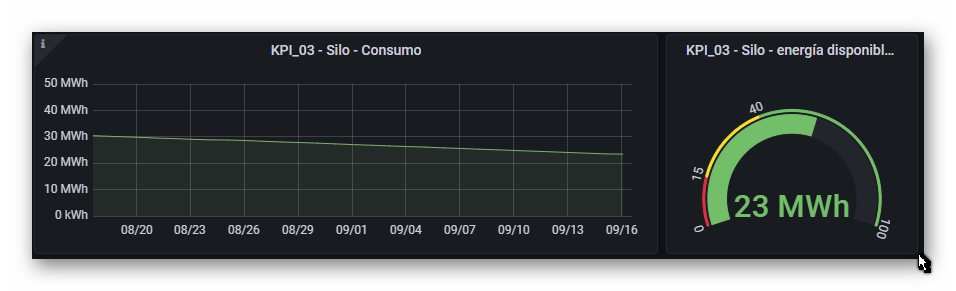 i
KPI_03 - Silo - Consumo
50 MWh
40 MWh
30 MWh
20 MWh
10 MWh
0 kWh
08/20 08/23 08/26 08/29 09/01 09/04 09/07 09/10 09/13 09/16
KPI_03 - Silo - energía disponibl...
40
15
0
100
23 MWh